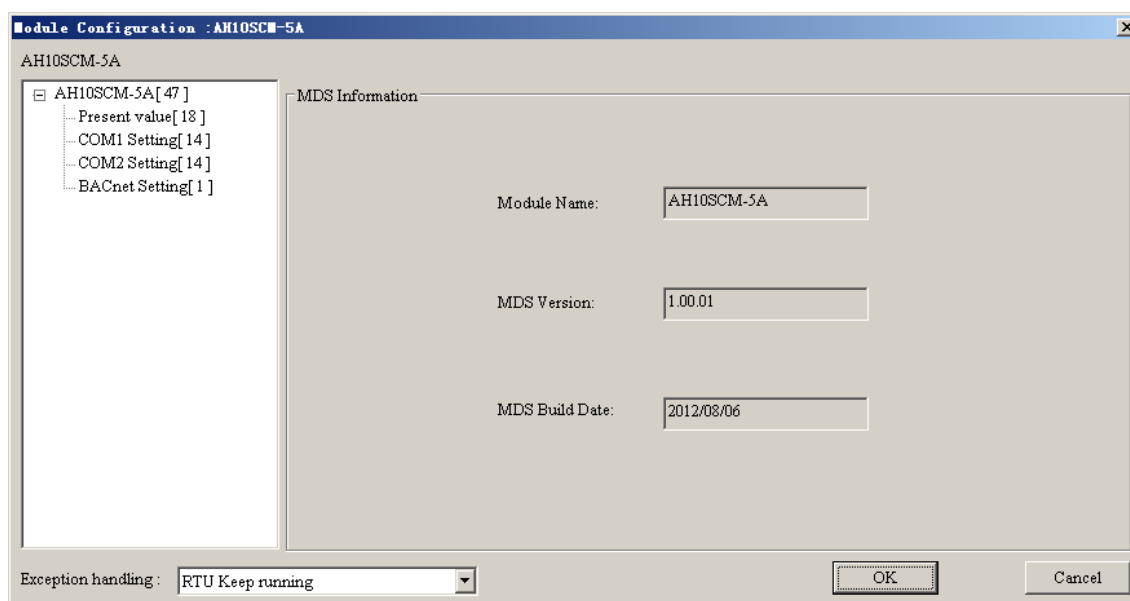 Module Configuration :AH10SCM-5A
AH10SCM-5A
AH10SCM-5A[ 47 ]
Present value[ 18 ]
COM1 Setting[ 14 ]
COM2 Setting[ 14 ]
BACnet Setting[ 1 ]
MDS Information
Module Name: AH10SCM-5A
MDS Version: 1.00.01
MDS Build Date: 2012/08/06
Exception handling : RTU Keep running
OK Cancel